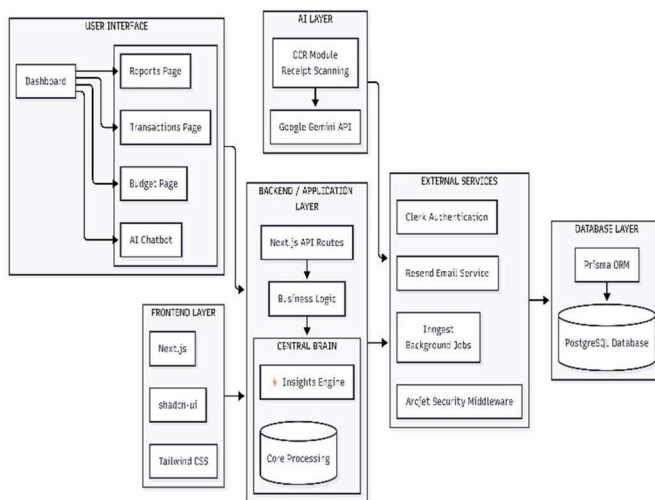 USER INTERFACE
Dashboard
Reports Page
Transactions Page
Budget Page
AI Chatbot
AI LAYER
OCR Module
Receipt Scanning
Google Gemini API
BACKEND / APPLICATION
LAYER
Next.js API Routes
Business Logic
CENTRAL BRAIN
Insights Engine
Core Processing
FRONTEND LAYER
Next.js
shadcn-ui
Tailwind CSS
EXTERNAL SERVICES
Clerk Authentication
Resend Email Service
Inngest
Background Jobs
Arcjet Security Middleware
DATABASE LAYER
Prisma ORM
PostgreSQL Database